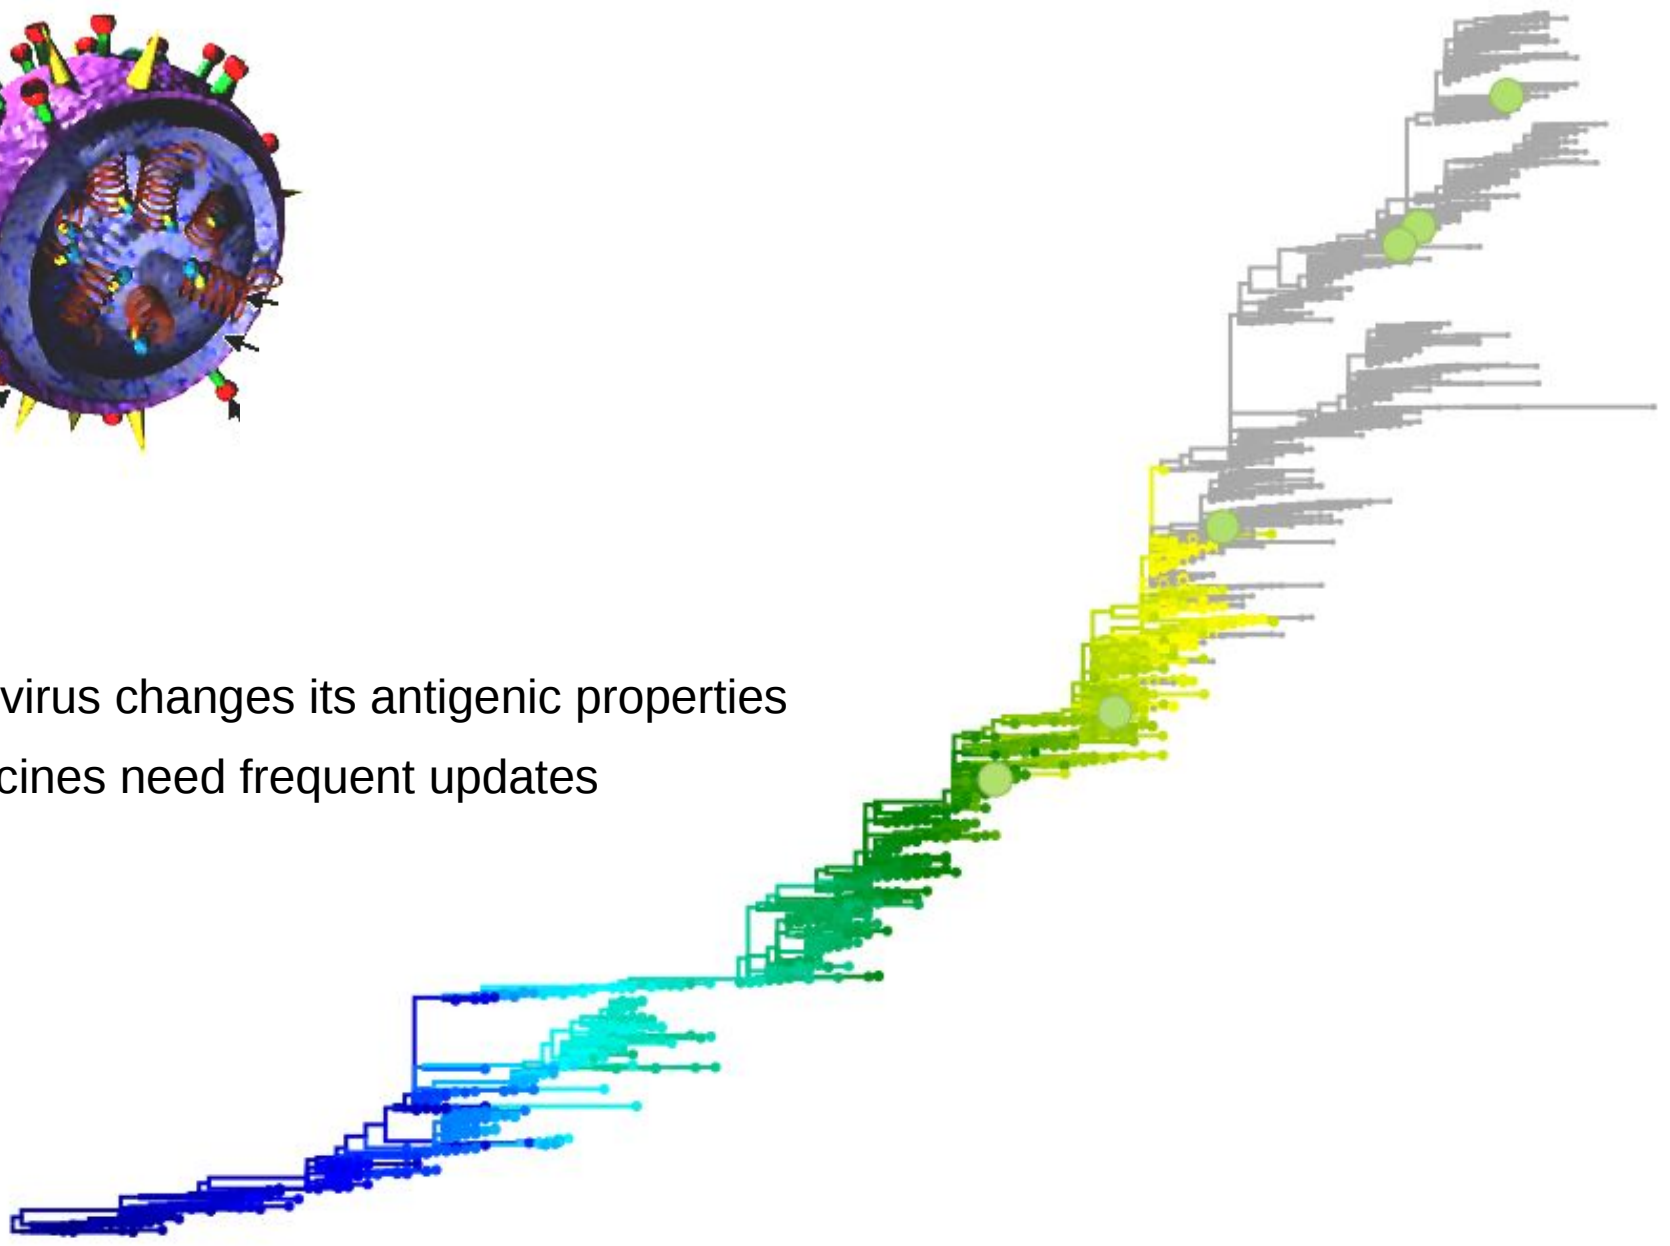 virus changes its antigenic properties
cines need frequent updates